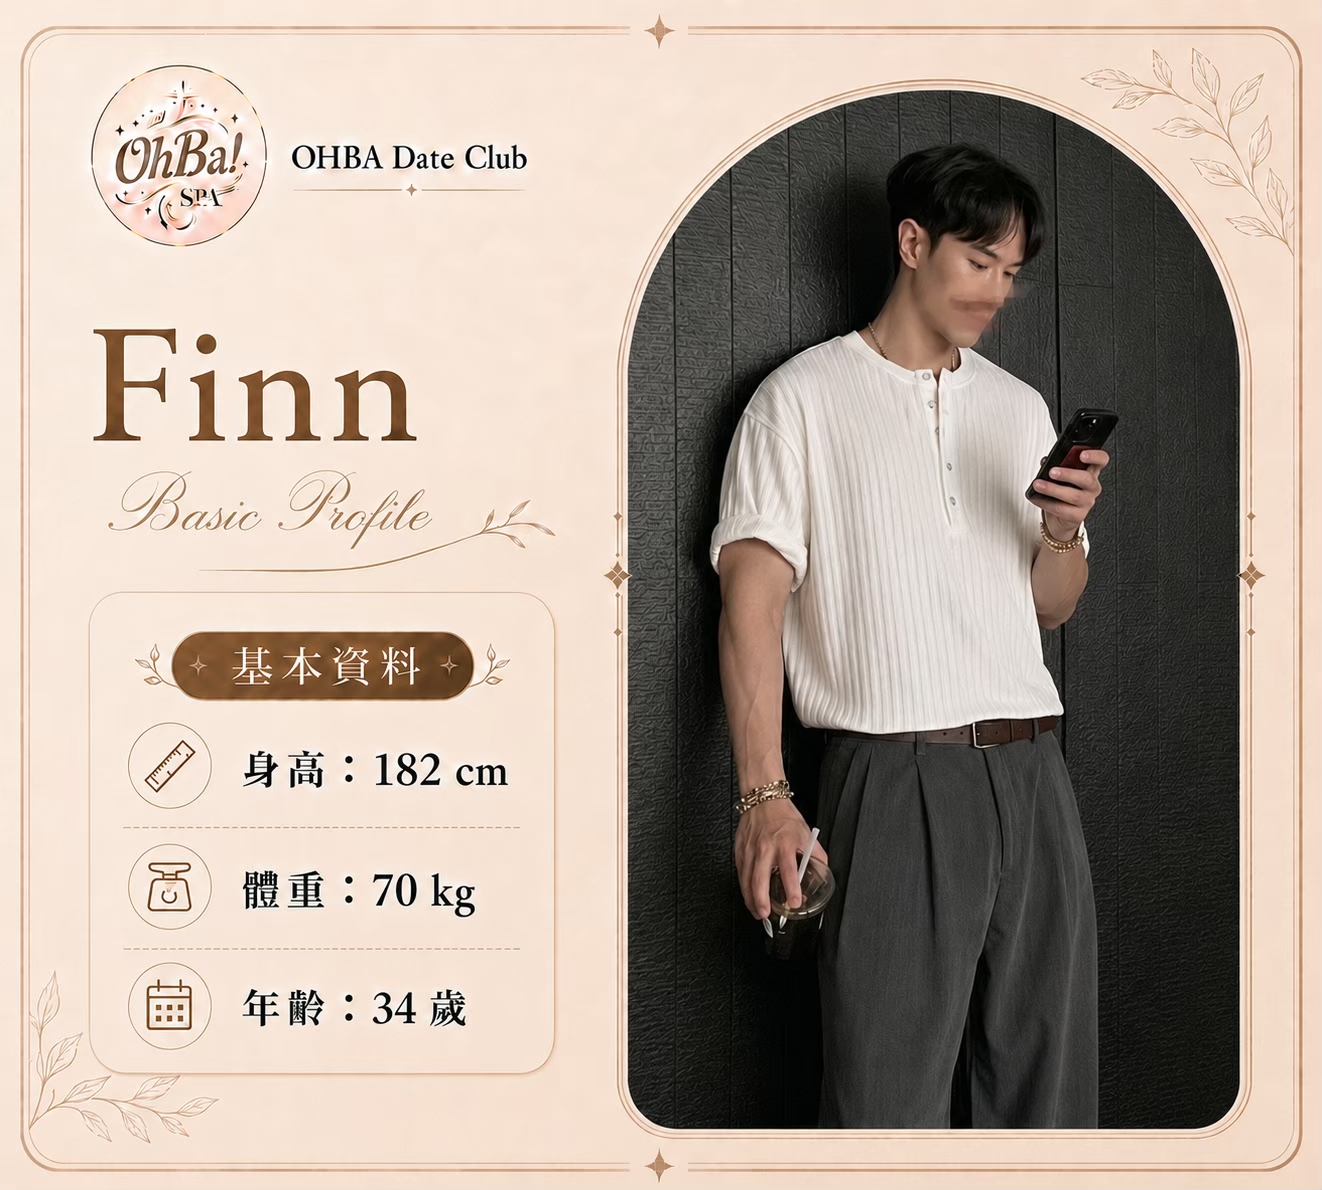 OhBa!
SPA
OHBA Date Club
Finn
Basic Profile
基本資料
身高：182 cm
體重：70 kg
年齡：34 歲